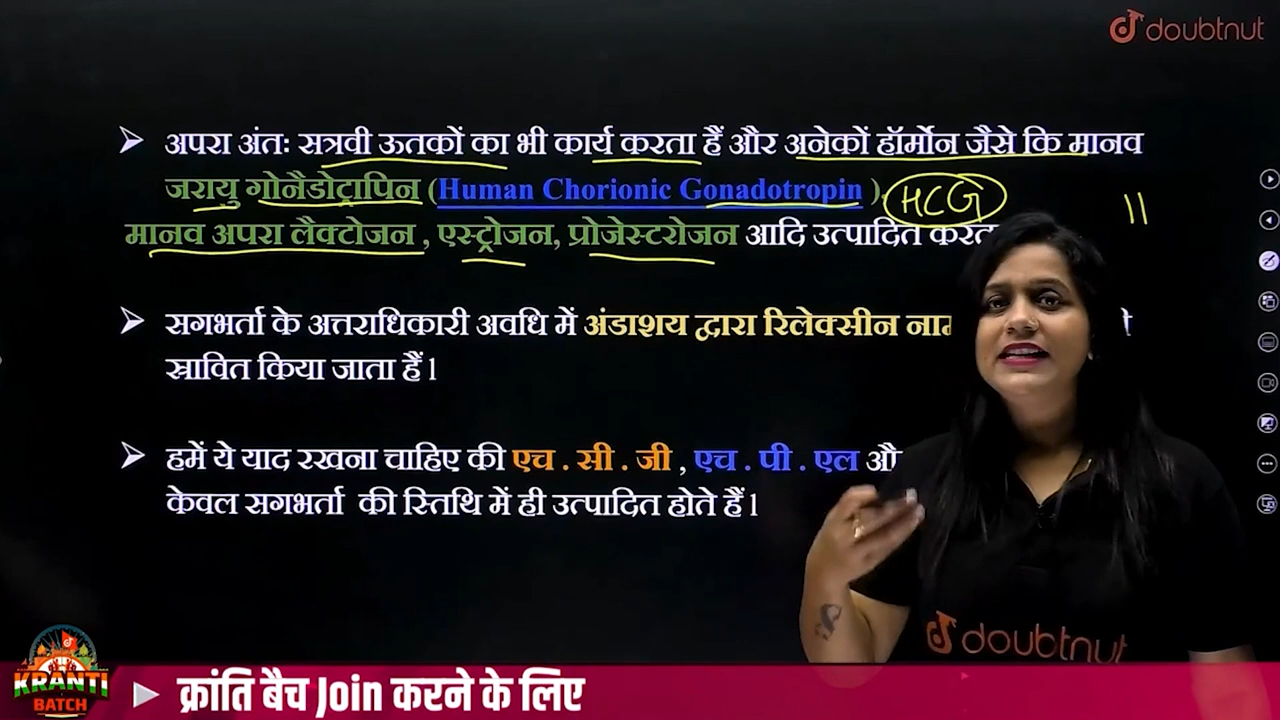 doubtnut
अपरा अंतः सत्रवी ऊतकों का भी कार्य करता हैं और अनेकों हॉर्मोन जैसे कि मानव
जरायु गोनैडोट्रापिन (Human Chorionic Gonadotropin ), HCG
मानव अपरा लैक्टोजन , एस्ट्रोजन, प्रोजेस्टरोजन आदि उत्पादित
सगभर्ता के अत्तराधिकारी अवधि में अंडाशय द्वारा रिलेक्सीन
स्रावित किया जाता हैं ।
हमें ये याद रखना चाहिए की एच . सी . जी , एच . पी . एल
केवल सगभर्ता की स्तिथि में ही उत्पादित होते हैं ।
doubtnut
KRANTI
BATCH
क्रांति बैच Join करने के लिए